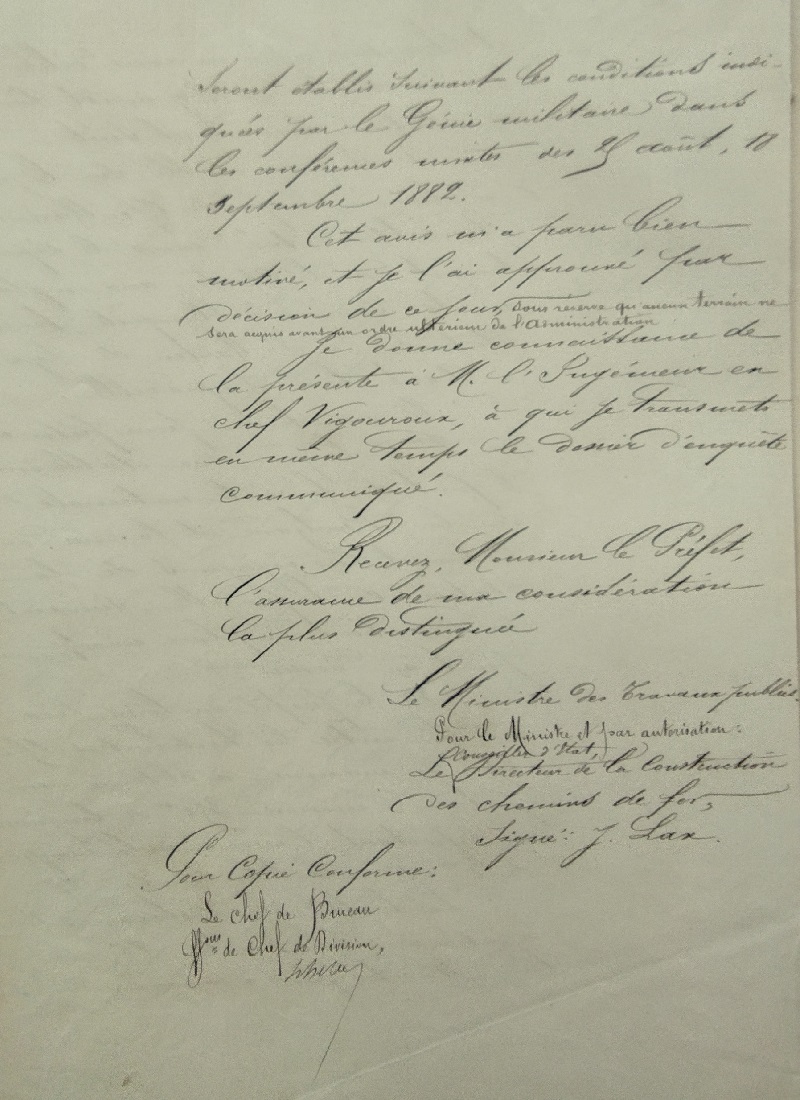 seront établis suivant les conditions indi-
quées par le Génie militaire dans
les conférences mixtes des 25 août, 18
Septembre 1882.
Cet avis m'a paru bien
motivé, et je l'ai approuvé par
décision de ce jour, sous réserve qu'aucun terrain ne
sera acquis avant un ordre ultérieur de l'administration
Je donne connaissance de
la présente à M. l'Ingénieur en
chef Vigouroux, à qui je transmets
en même temps le dossier d'enquête
communiqué.
Recevez, Monsieur le Préfet,
l'assurance de ma considération
la plus distinguée
Le Ministre des Travaux publics.
Pour le Ministre et par autorisation:
Conseiller d'Etat,
Le Directeur de la Construction
des chemins de fer,
Signé: J. Lax.
Pour Copie Conforme:
Le chef de Bureau
ff.ons de Chef de Division,